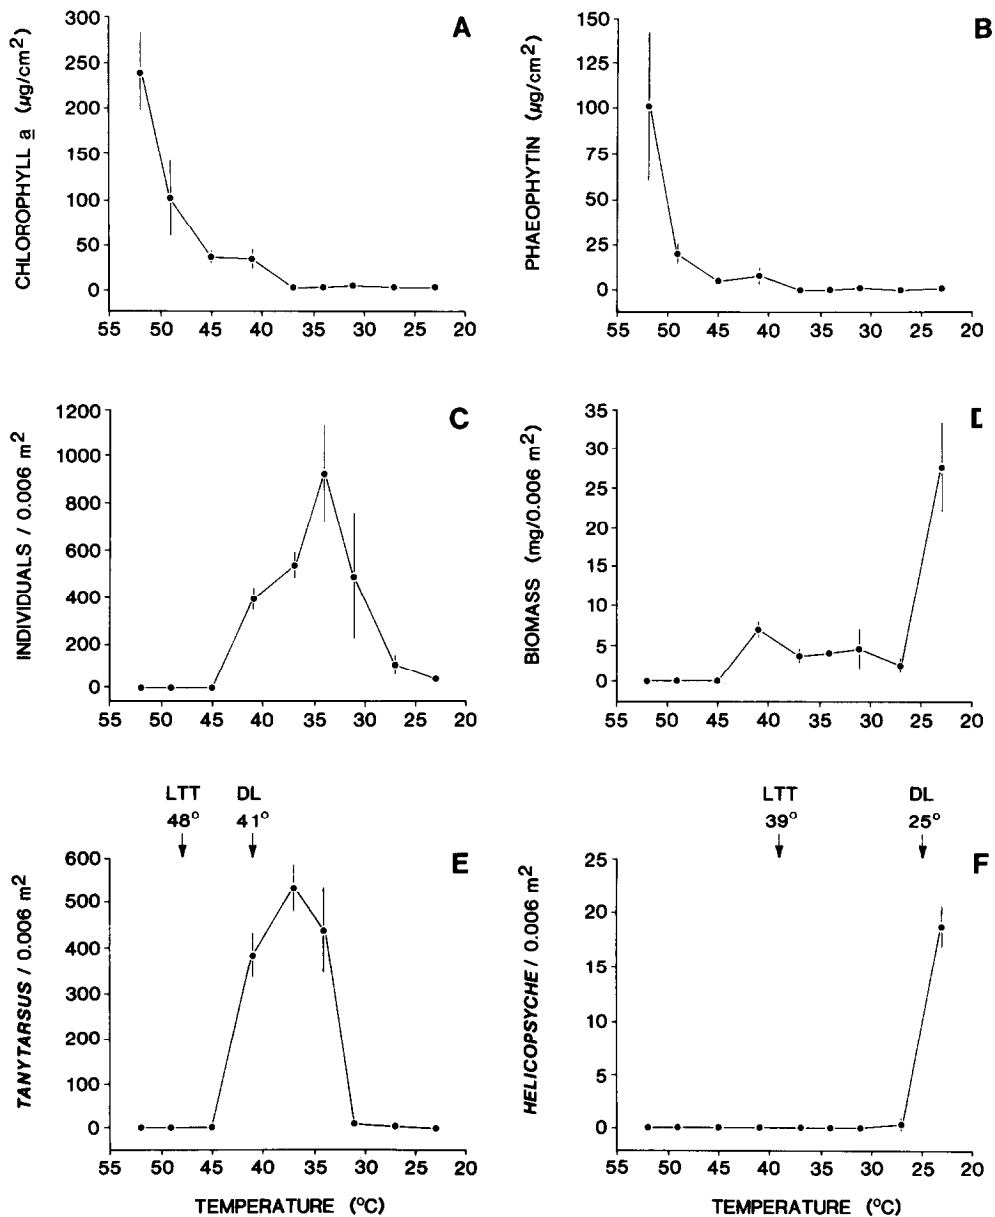 A
CHLOROPHYLL a (µg/cm²)
300
250
200
150
100
50
0
55 50 45 40 35 30 25 20
B
PHAEOPHYTIN (µg/cm²)
150
125
100
75
50
25
0
55 50 45 40 35 30 25 20
C
INDIVIDUALS / 0.006 m²
1200
1000
800
600
400
200
0
55 50 45 40 35 30 25 20
BIOMASS (mg/0.006 m²)
35
30
25
20
15
10
5
0
55 50 45 40 35 30 25 20
LTT DL
48° 41°
E
TANYTARSUS / 0.006 m²
600
500
400
300
200
100
0
55 50 45 40 35 30 25 20
TEMPERATURE (°C)
LTT DL
39° 25°
F
HELICOPSYCHE / 0.006 m²
25
20
15
10
5
0
55 50 45 40 35 30 25 20
TEMPERATURE (°C)